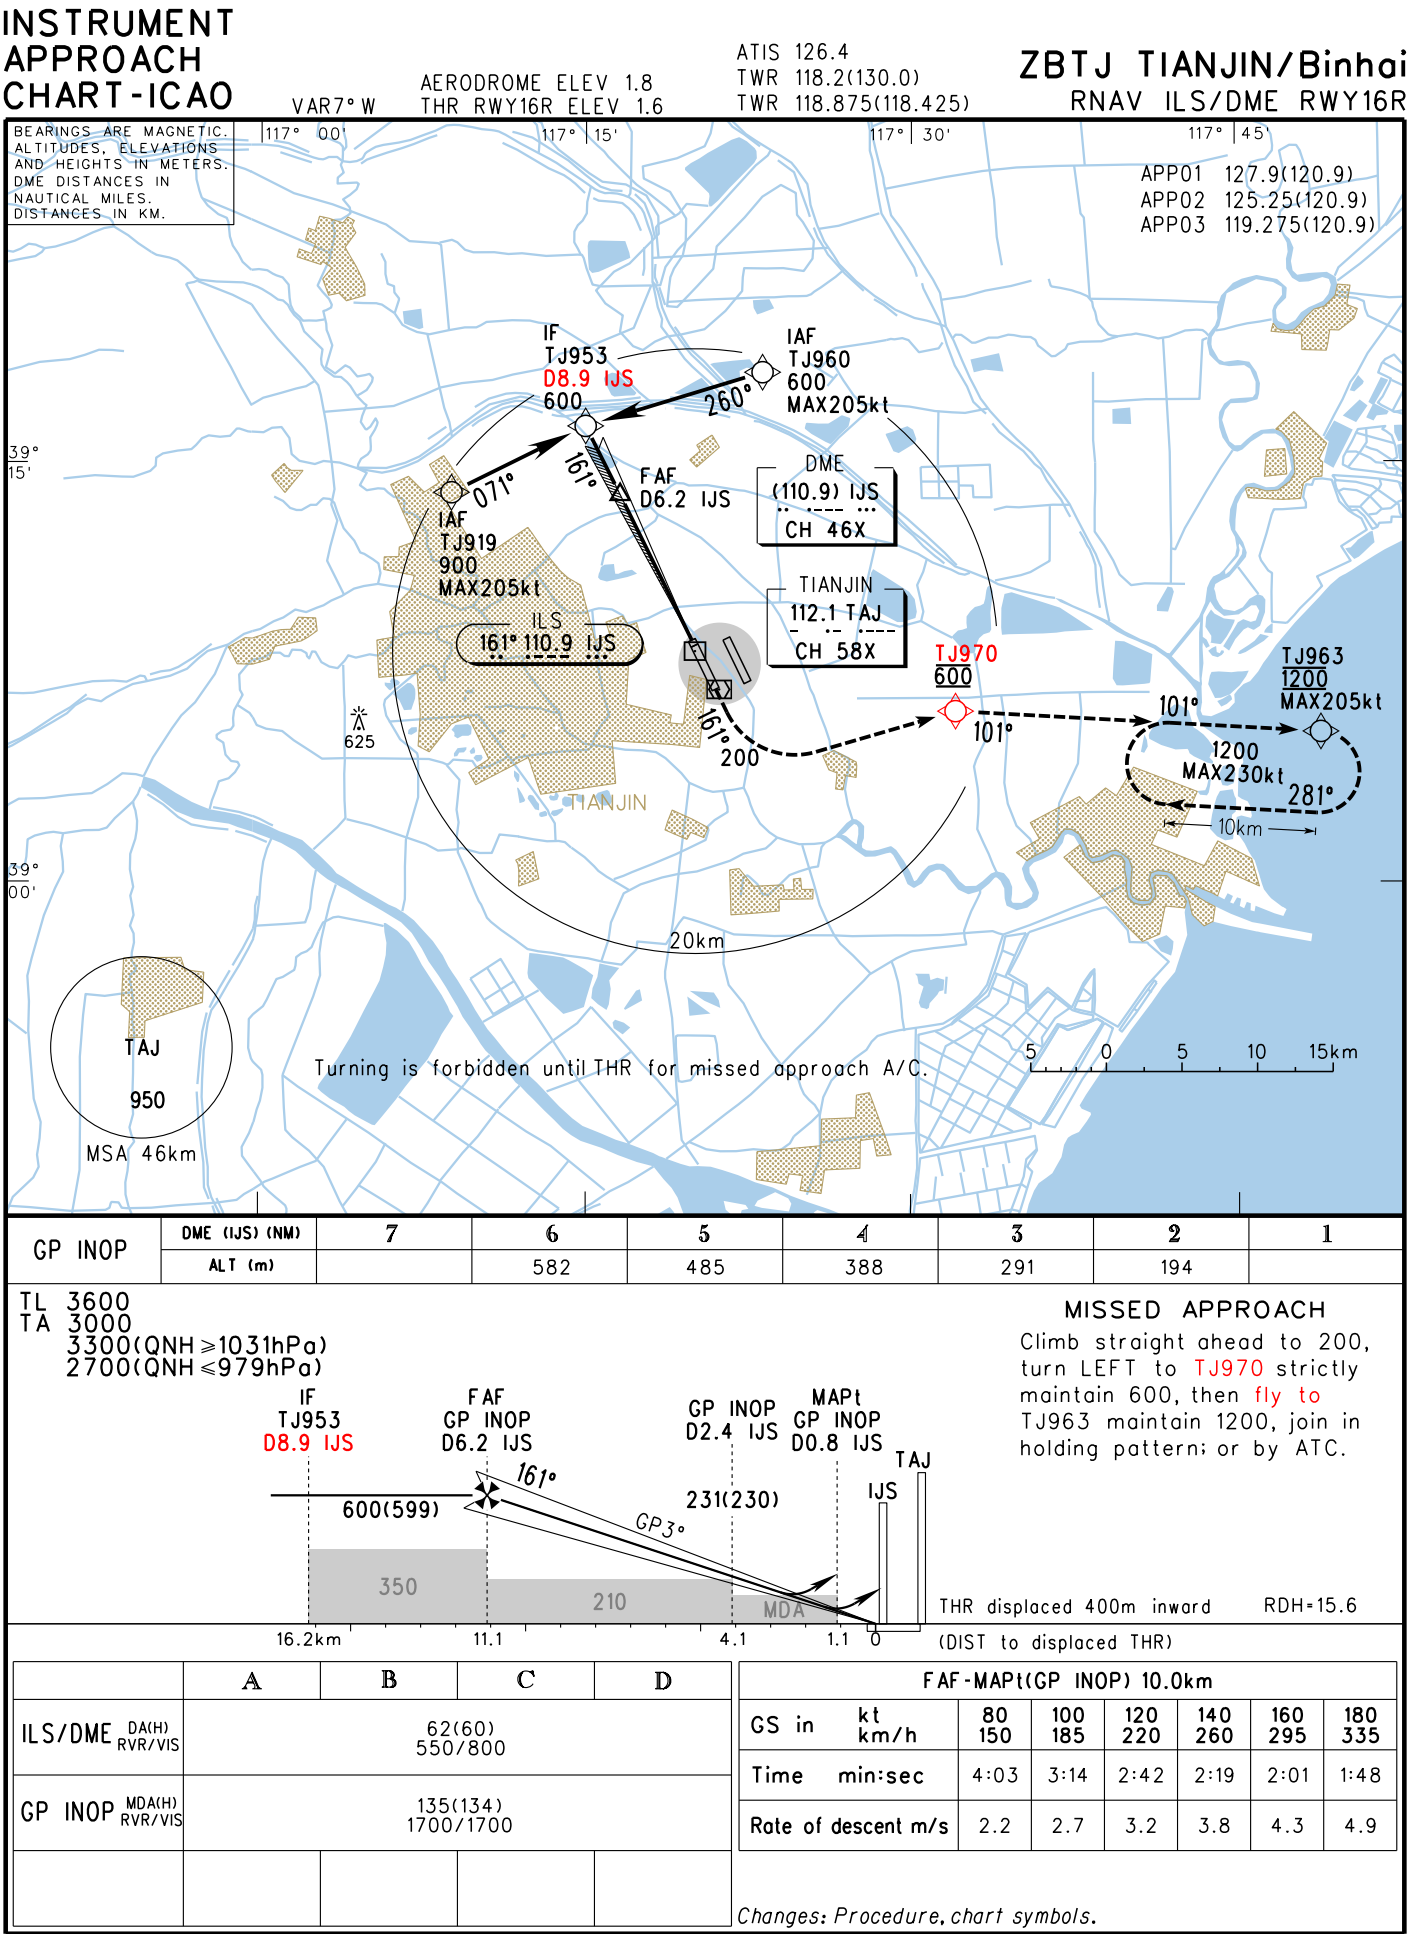 INSTRUMENT
APPROACH
CHART-ICAO
VAR7° W
AERODROME ELEV 1.8
THR RWY16R ELEV 1.6
ATIS 126.4
TWR 118.2(130.0)
TWR 118.875(118.425)
ZBTJ TIANJIN/Binhai
RNAV ILS/DME RWY16R
BEARINGS ARE MAGNETIC.
ALTITUDES, ELEVATIONS
AND HEIGHTS IN METERS.
DME DISTANCES IN
NAUTICAL MILES.
DISTANCES IN KM.
117° 00'
117° 15'
117° 30'
117° 45'
APP01 127.9(120.9)
APP02 125.25(120.9)
APP03 119.275(120.9)
IF
TJ953
D8.9 IJS
600
IAF
TJ960
600
MAX205kt
260°
39°
15'
071°
161°
FAF
D6.2 IJS
IAF
TJ919
900
MAX205kt
DME
(110.9) IJS
CH 46X
TIANJIN
112.1 TAJ
CH 58X
ILS
161° 110.9 IJS
TJ970
600
TJ963
1200
MAX205kt
625
161°
200
101°
101°
1200
MAX230kt
281°
10km
TIANJIN
39°
00'
20km
TAJ
950
MSA 46km
Turning is forbidden until THR for missed approach A/C.
5 0 5 10 15km
GP INOP
DME (IJS) (NM) 7 6 5 4 3 2 1
ALT (m) 582 485 388 291 194
TL 3600
TA 3000
3300(QNH≥1031hPa)
2700(QNH≤979hPa)
MISSED APPROACH
Climb straight ahead to 200,
turn LEFT to TJ970 strictly
maintain 600, then fly to
TJ963 maintain 1200, join in
holding pattern; or by ATC.
IF
TJ953
D8.9 IJS
FAF
GP INOP
D6.2 IJS
GP INOP
D2.4 IJS
MAPt
GP INOP
D0.8 IJS
TAJ
IJS
161°
600(599)
GP3°
231(230)
350
210
MDA
THR displaced 400m inward RDH=15.6
16.2km 11.1 4.1 1.1 0
(DIST to displaced THR)
A B C D
ILS/DME DA(H)
RVR/VIS
62(60)
550/800
GP INOP MDA(H)
RVR/VIS
135(134)
1700/1700
FAF-MAPt(GP INOP) 10.0km
GS in kt 80 100 120 140 160 180
km/h 150 185 220 260 295 335
Time min:sec 4:03 3:14 2:42 2:19 2:01 1:48
Rate of descent m/s 2.2 2.7 3.2 3.8 4.3 4.9
Changes: Procedure, chart symbols.